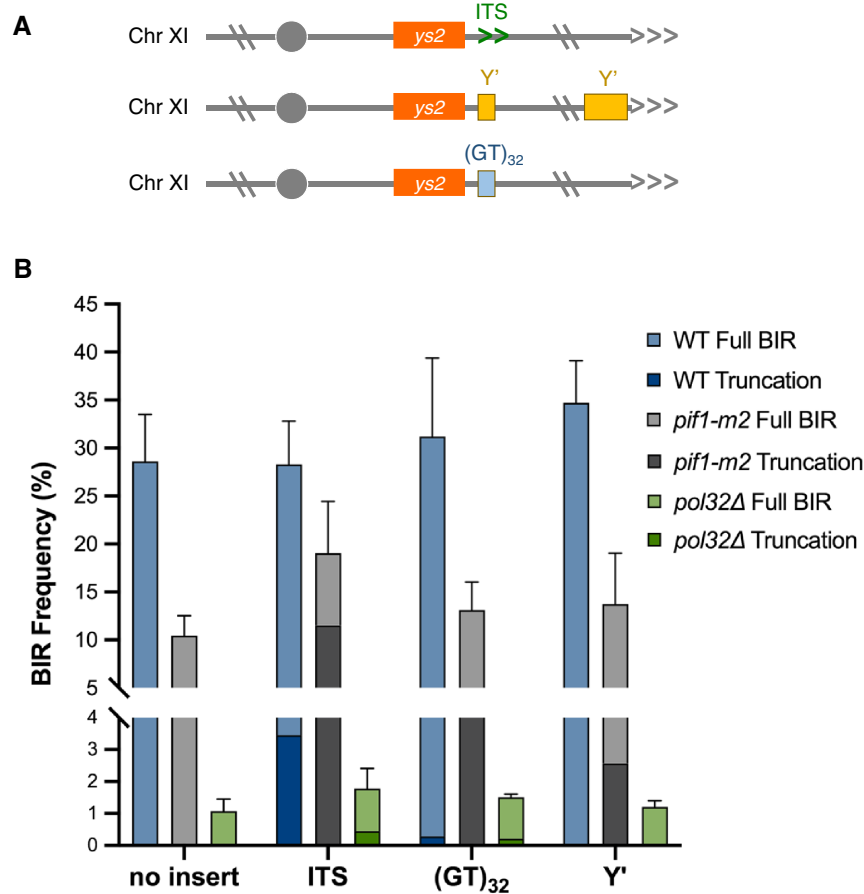 A
ITS
Chr XI
ys2
>>
>>>
Y’
Y’
Chr XI
ys2
>>>
(GT)32
Chr XI
ys2
>>>
B
BIR Frequency (%)
45
40
35
30
25
20
15
10
5
4
3
2
1
0
no insert
ITS
(GT)32
Y'
WT Full BIR
WT Truncation
pif1-m2 Full BIR
pif1-m2 Truncation
pol32Δ Full BIR
pol32Δ Truncation